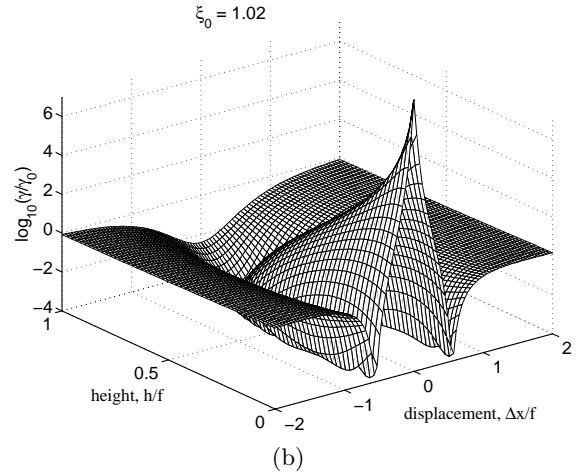 ξ₀ = 1.02
log₁₀(γ/γ₀)
6
4
2
0
−2
−4
1
0.5
0
height, h/f
−2
−1
0
1
2
displacement, Δx/f
(b)